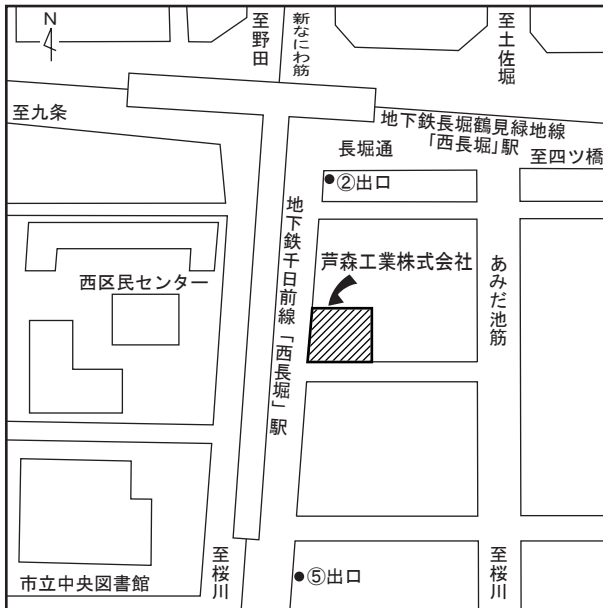 N
至野田
新なにわ筋
至土佐堀
至九条
地下鉄長堀鶴見緑地線
「西長堀」駅
長堀通
至四ツ橋
●②出口
地下鉄千日前線「西長堀」駅
芦森工業株式会社
あみだ池筋
西区民センター
市立中央図書館
至桜川
●⑤出口
至桜川